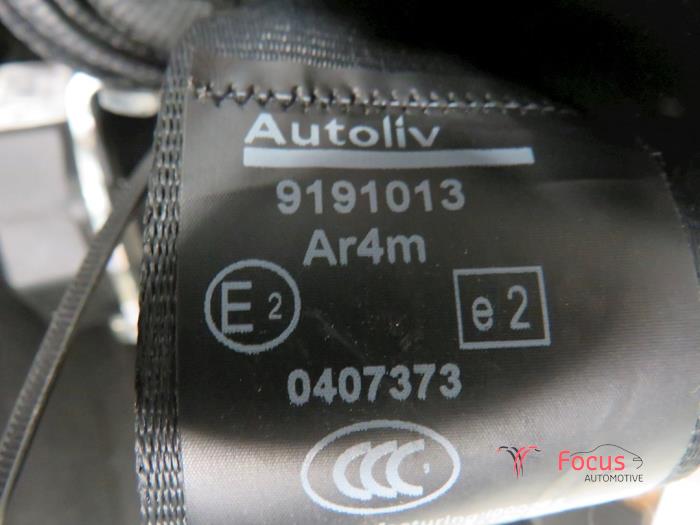 Autoliv
9191013
Ar4m
E2
e2
0407373
CCC
Focus
AUTOMOTIVE